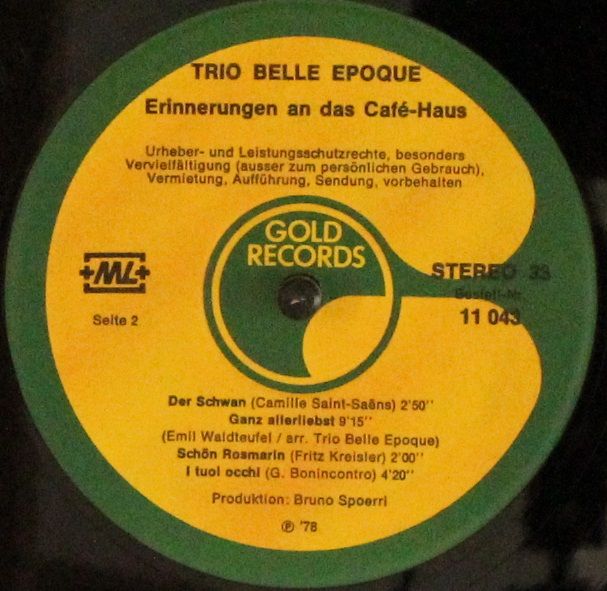 TRIO BELLE EPOQUE
Erinnerungen an das Café-Haus
Urheber- und Leistungsschutzrechte, besonders
Vervielfältigung (ausser zum persönlichen Gebrauch),
Vermietung, Aufführung, Sendung, vorbehalten
GOLD
RECORDS
+ML+
Seite 2
STEREO 33
Bestell-Nr.
11 043
Der Schwan (Camille Saint-Saëns) 2'50''
Ganz allerliebst 9'15''
(Emil Waldteufel / arr. Trio Belle Epoque)
Schön Rosmarin (Fritz Kreisler) 2'00''
I tuoi occhi (G. Bonincontro) 4'20''
Produktion: Bruno Spoerri
℗ '78